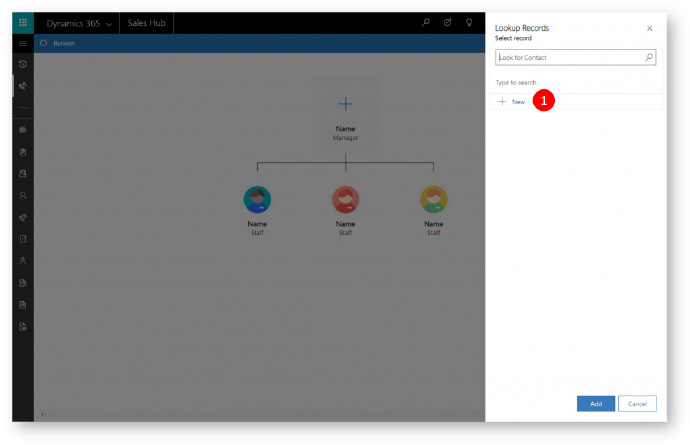 Dynamics 365 Sales Hub
Refresh
Name
Manager
Name Name Name
Staff Staff Staff
Lookup Records
Select record
Look for Contact
Type to search
New 1
Add Cancel